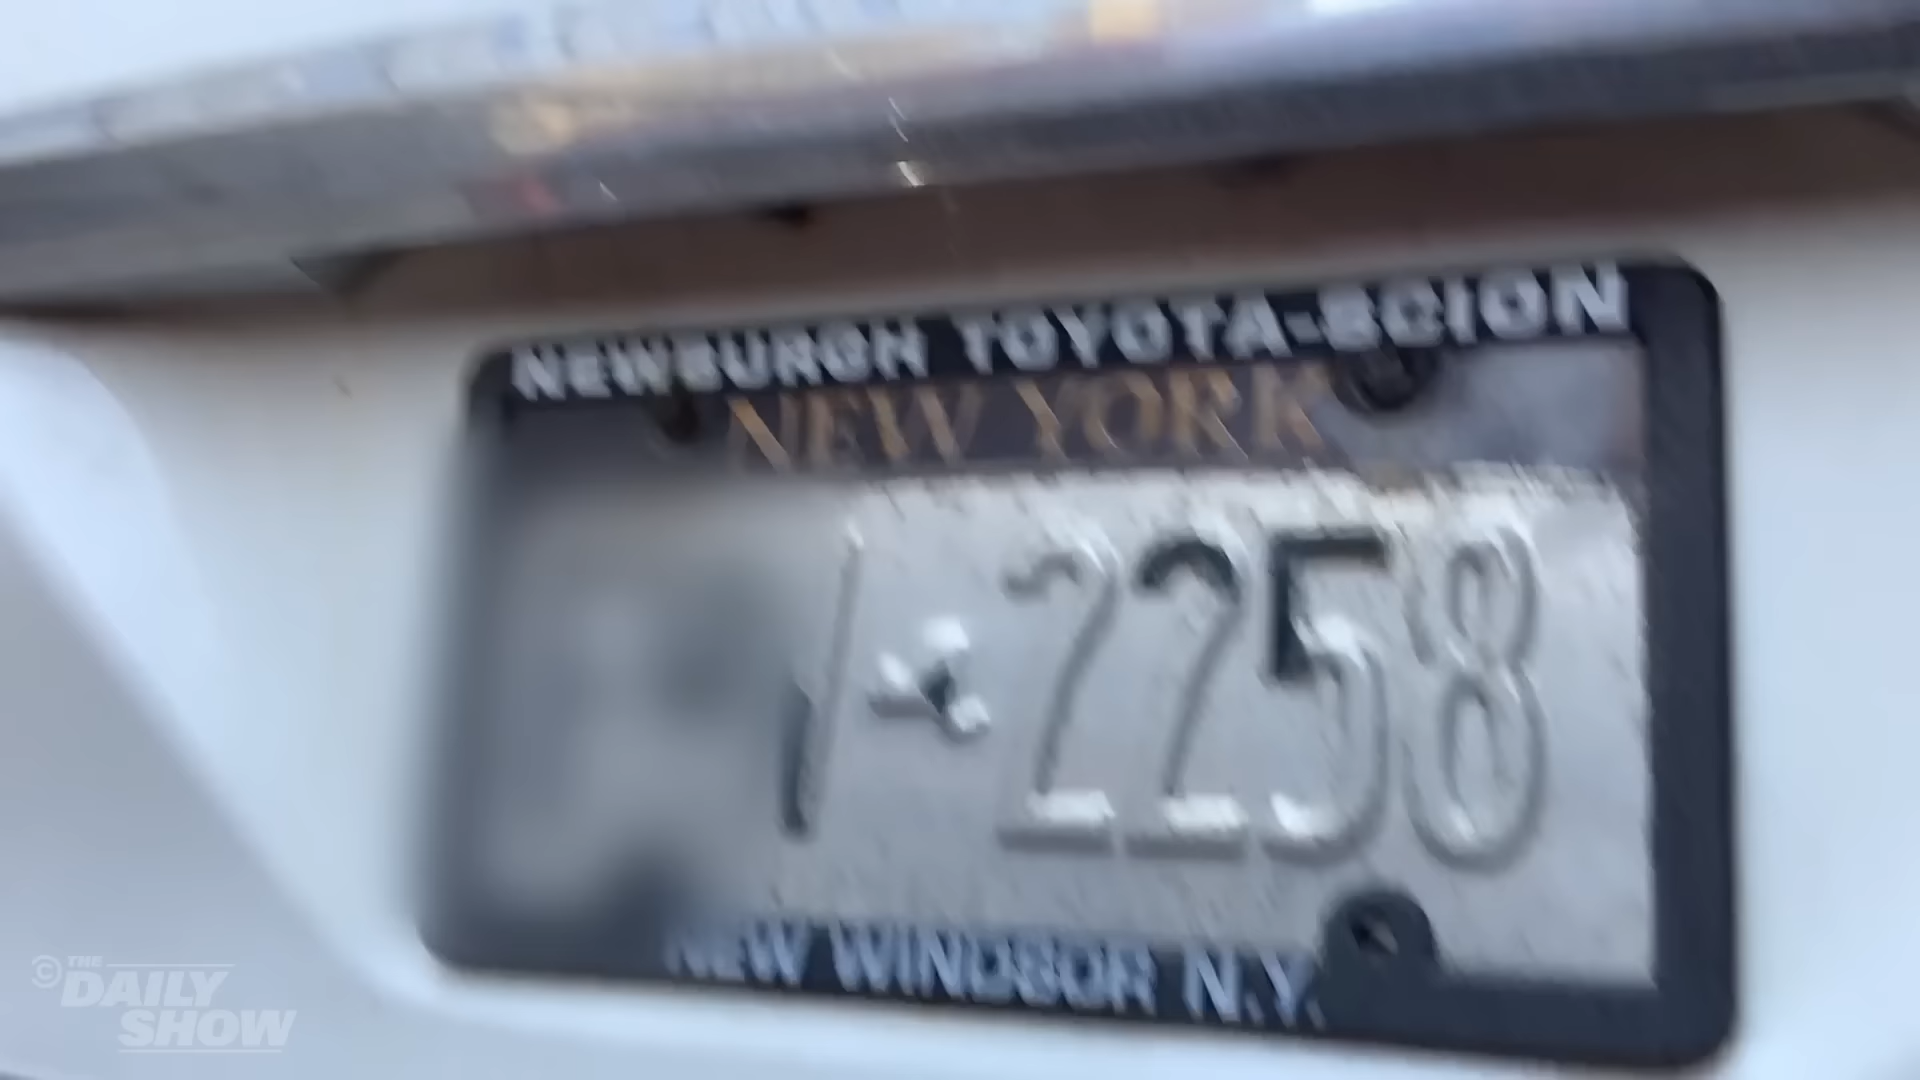 NEWBURGH TOYOTA-SCION
NEW YORK
2258
NEW WINDSOR N.Y.
© THE
DAILY
SHOW